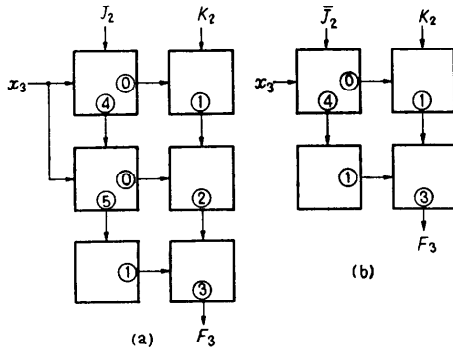 J₂ K₂ J̅₂ K₂
x₃ ⓪ x₃ ⓪
④ ① ④ ①
⓪ ② ① ③
⑤ F₃
① ③ (b)
(a) F₃